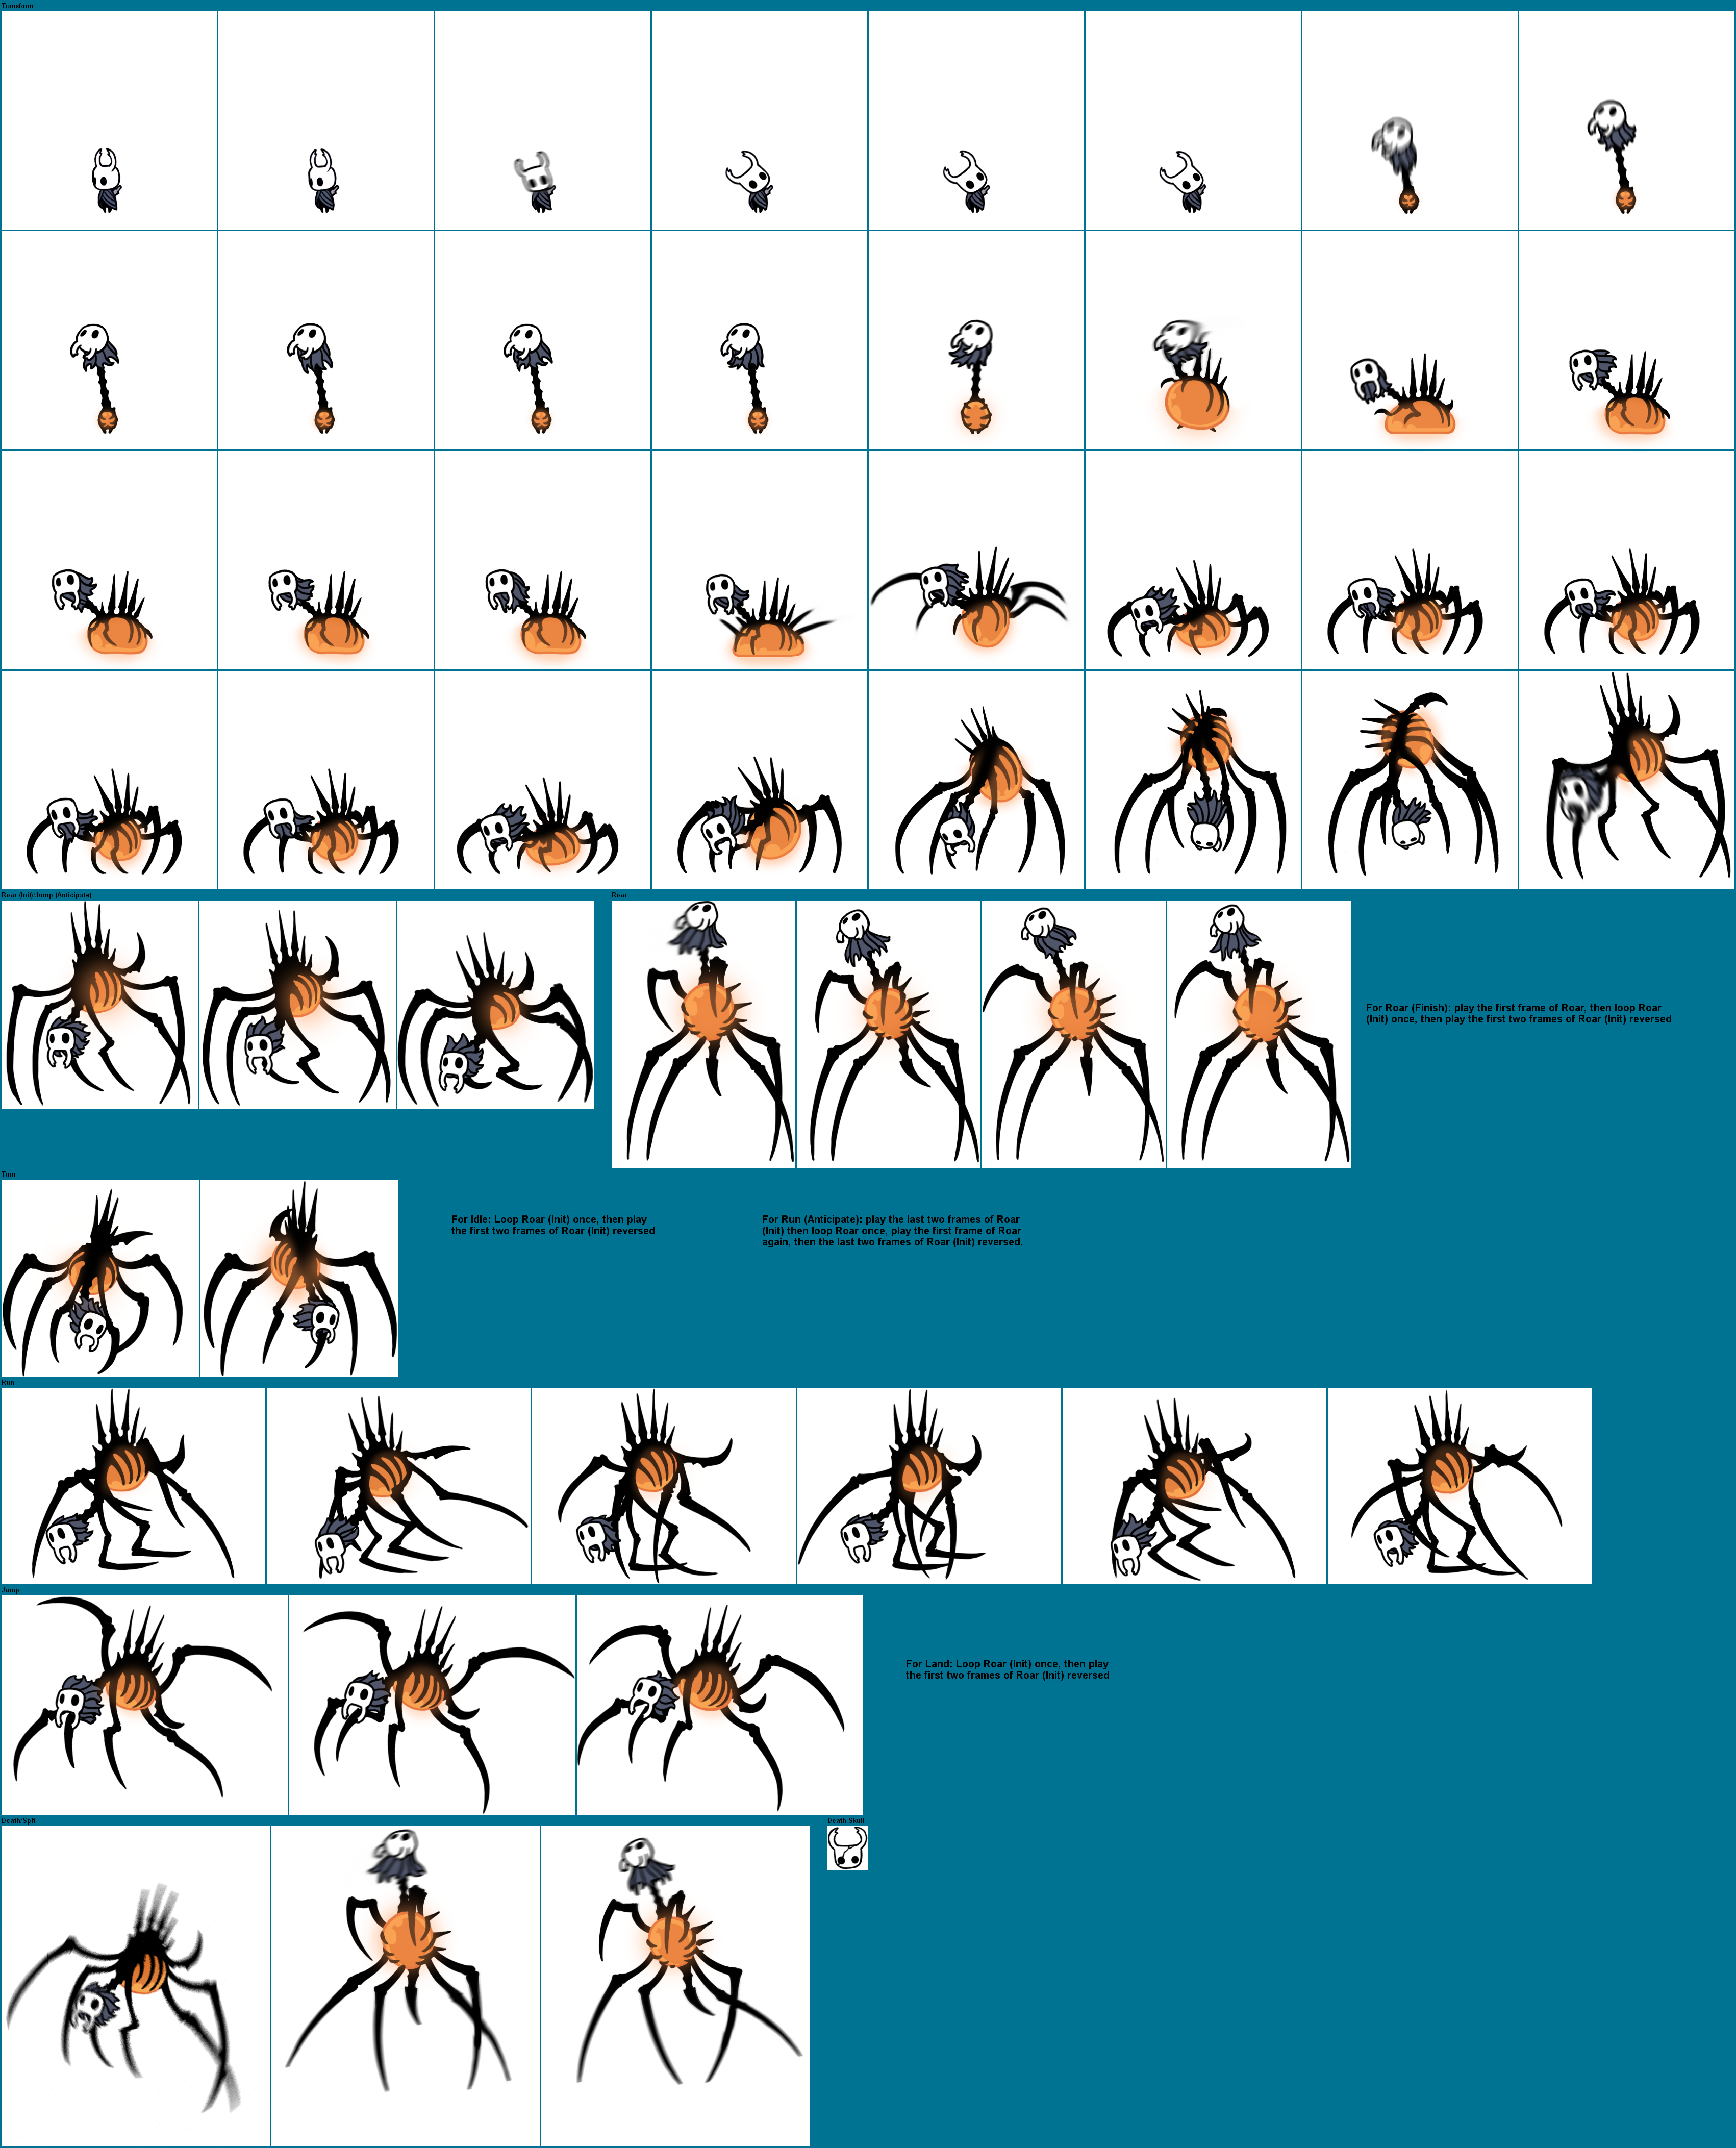 Transform
Roar (Init)/Jump (Anticipate)
Roar
For Roar (Finish): play the first frame of Roar, then loop Roar
(Init) once, then play the first two frames of Roar (Init) reversed
Turn
For Idle: Loop Roar (Init) once, then play
the first two frames of Roar (Init) reversed
For Run (Anticipate): play the last two frames of Roar
(Init) then loop Roar once, play the first frame of Roar
again, then the last two frames of Roar (Init) reversed.
Run
Jump
For Land: Loop Roar (Init) once, then play
the first two frames of Roar (Init) reversed
Death/Spit
Death Skull